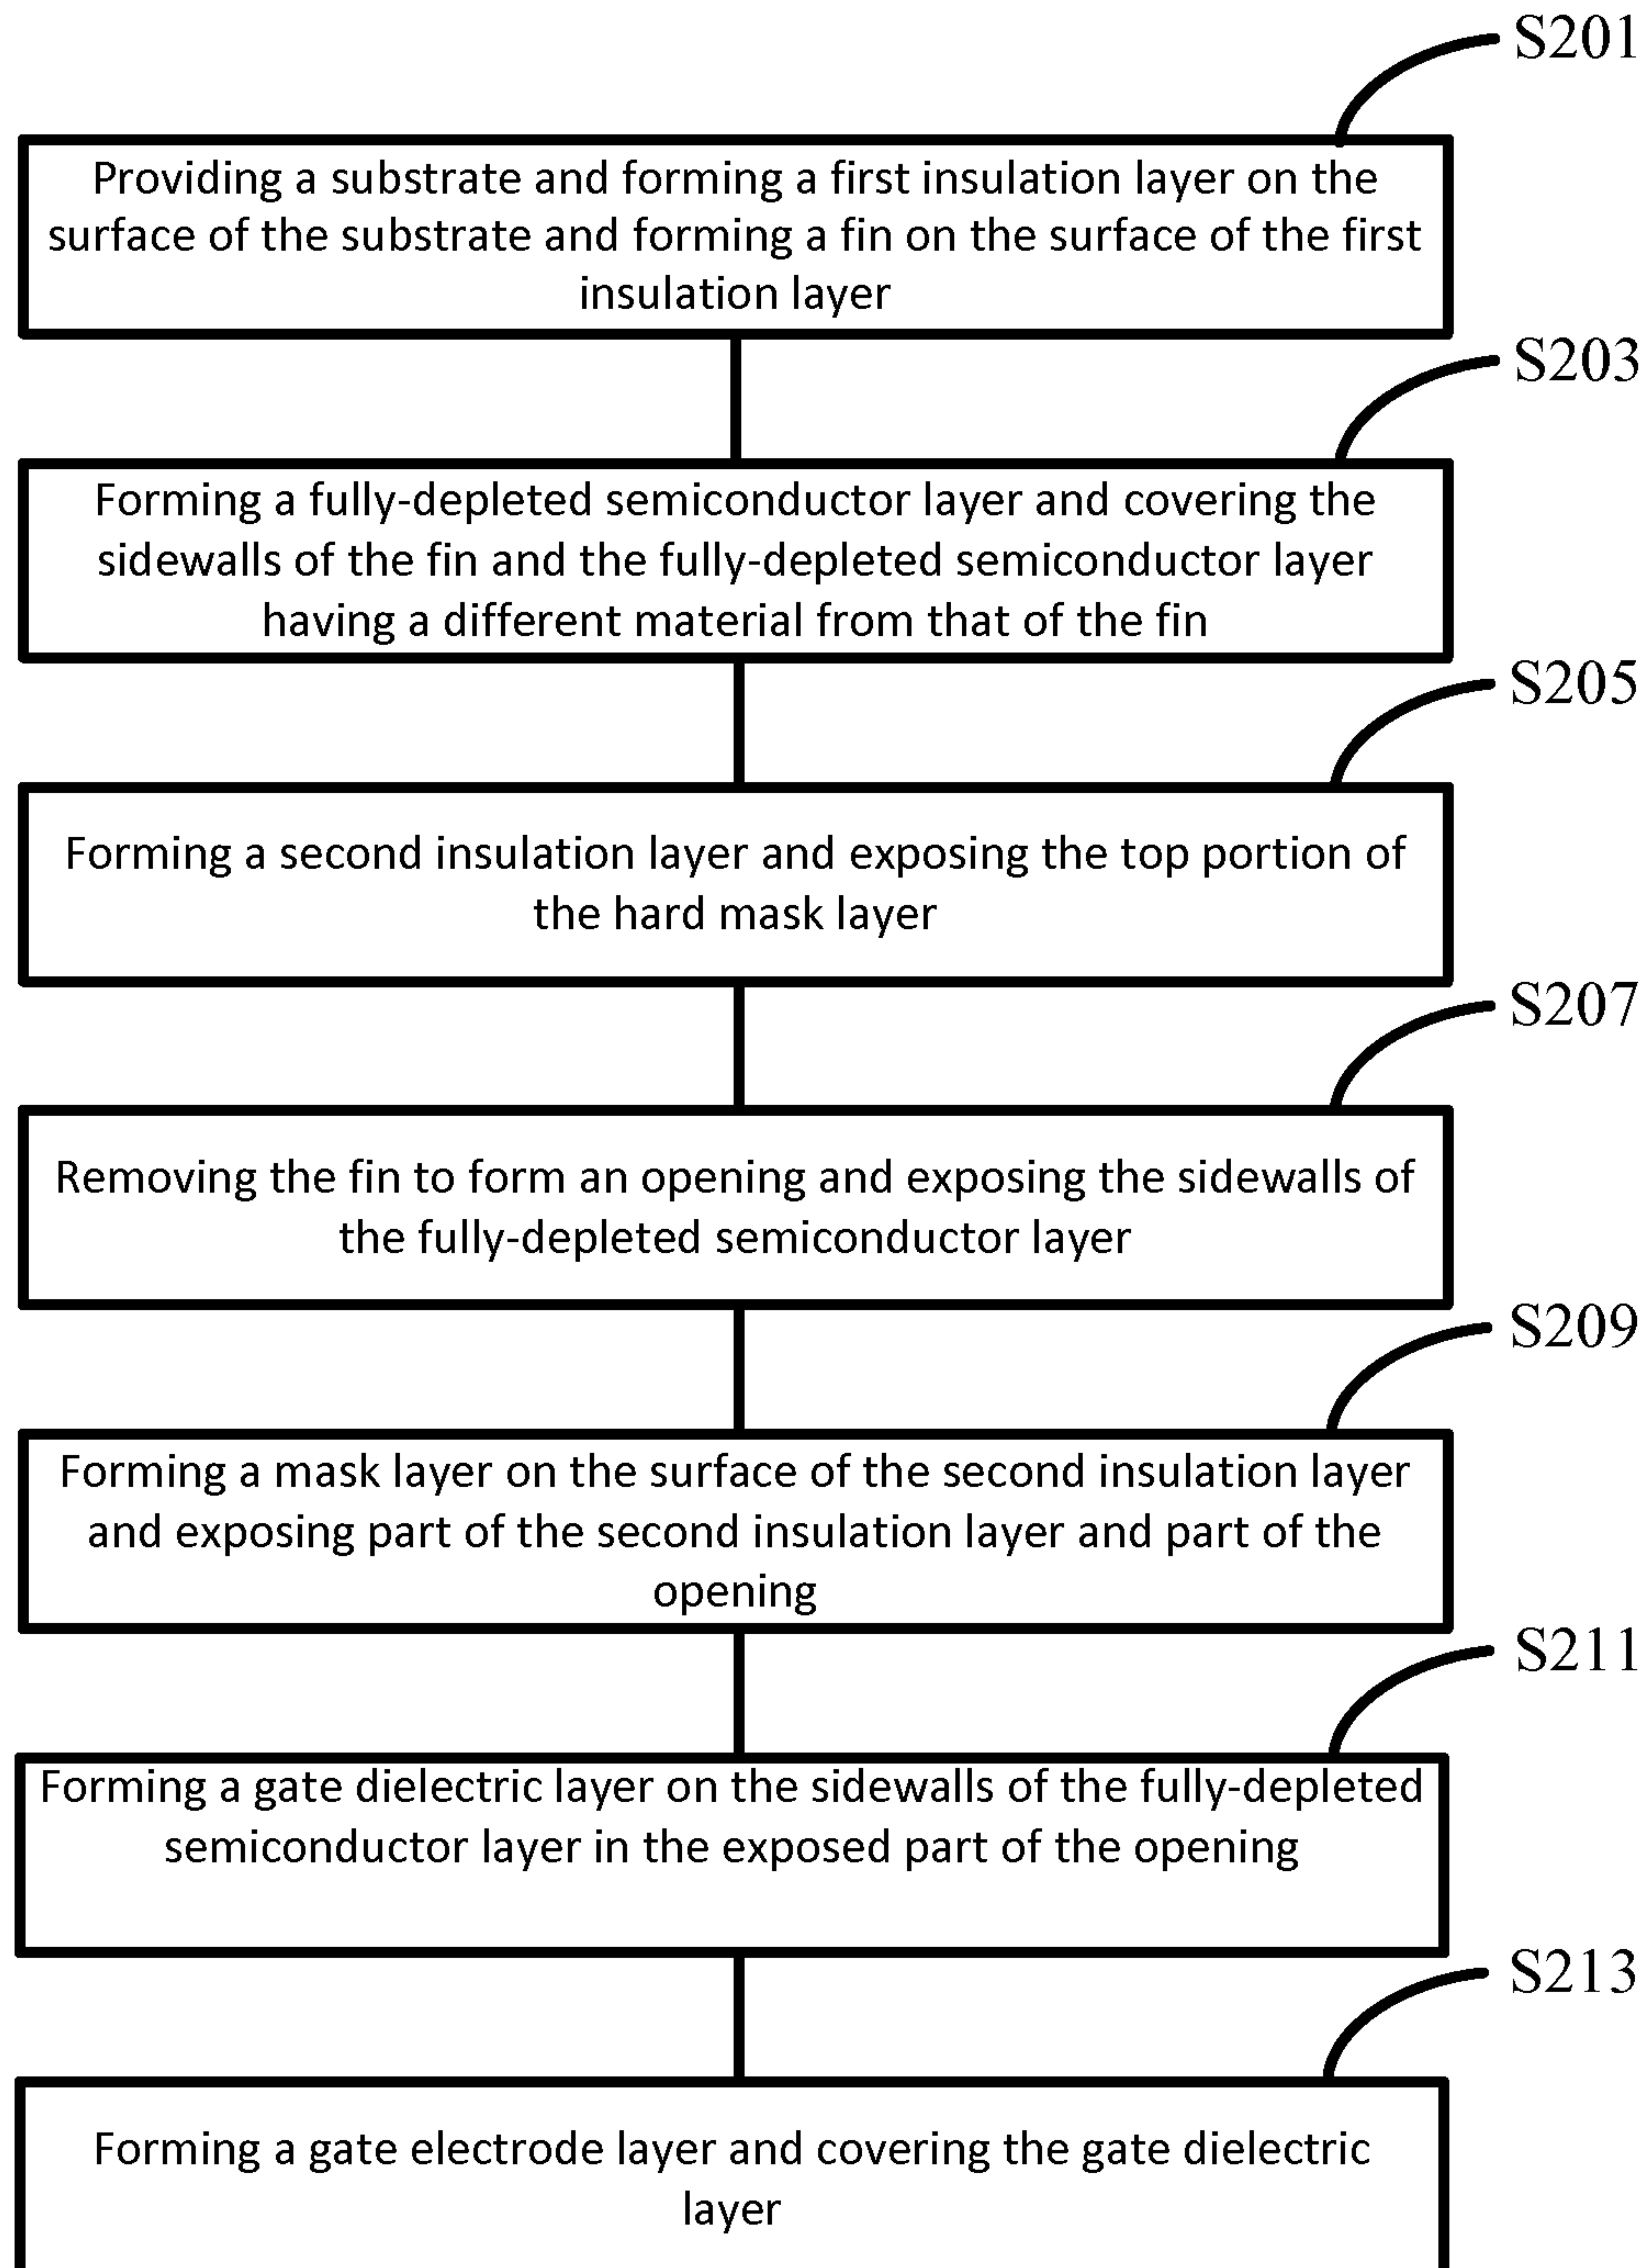 S201
Providing a substrate and forming a first insulation layer on the
surface of the substrate and forming a fin on the surface of the first
insulation layer
S203
Forming a fully-depleted semiconductor layer and covering the
sidewalls of the fin and the fully-depleted semiconductor layer
having a different material from that of the fin
S205
Forming a second insulation layer and exposing the top portion of
the hard mask layer
S207
Removing the fin to form an opening and exposing the sidewalls of
the fully-depleted semiconductor layer
S209
Forming a mask layer on the surface of the second insulation layer
and exposing part of the second insulation layer and part of the
opening
S211
Forming a gate dielectric layer on the sidewalls of the fully-depleted
semiconductor layer in the exposed part of the opening
S213
Forming a gate electrode layer and covering the gate dielectric
layer